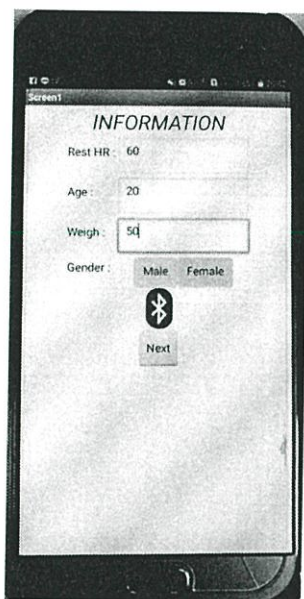 Screen1
INFORMATION
Rest HR : 60
Age : 20
Weigh : 50
Gender : Male Female
Next